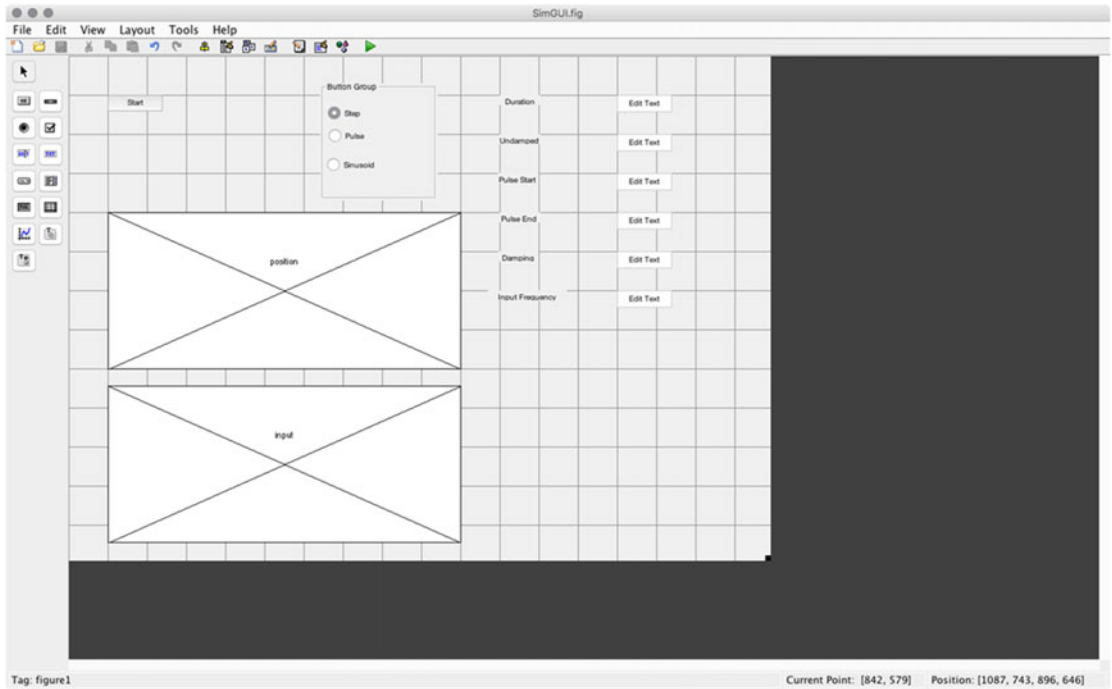 SimGUI.fig
File Edit View Layout Tools Help
Start
Button Group
Step
Pulse
Sinusoid
Duration Edit Text
Undamped Edit Text
Pulse Start Edit Text
Pulse End Edit Text
Damping Edit Text
Input Frequency Edit Text
position
input
Tag: figure1 Current Point: [842, 579] Position: [1087, 743, 896, 646]